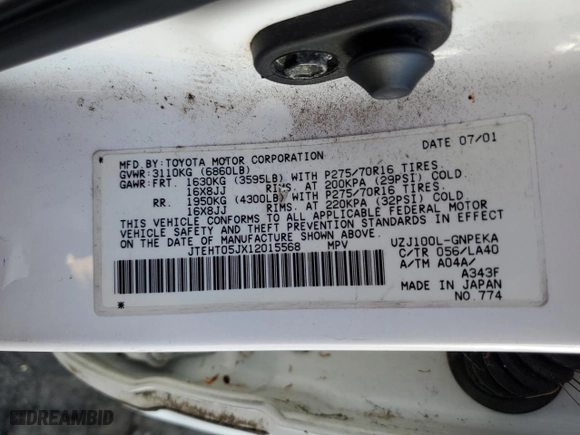 MFD. BY: TOYOTA MOTOR CORPORATION DATE 07/01
GVWR: 3110KG (6860LB)
GAWR: FRT. 1630KG (3595LB) WITH P275/70R16 TIRES.
16X8JJ RIMS. AT 200KPA (29PSI) COLD.
RR. 1950KG (4300LB) WITH P275/70R16 TIRES.
16X8JJ RIMS. AT 220KPA (32PSI) COLD.
THIS VEHICLE CONFORMS TO ALL APPLICABLE FEDERAL MOTOR
VEHICLE SAFETY AND THEFT PREVENTION STANDARDS IN EFFECT
ON THE DATE OF MANUFACTURE SHOWN ABOVE.
JTEHT05JX12015568 MPV
UZJ100L-GNPEKA
C/TR 056/LA40
A/TM A04A/
A343F
MADE IN JAPAN
NO. 774
DREAMBID